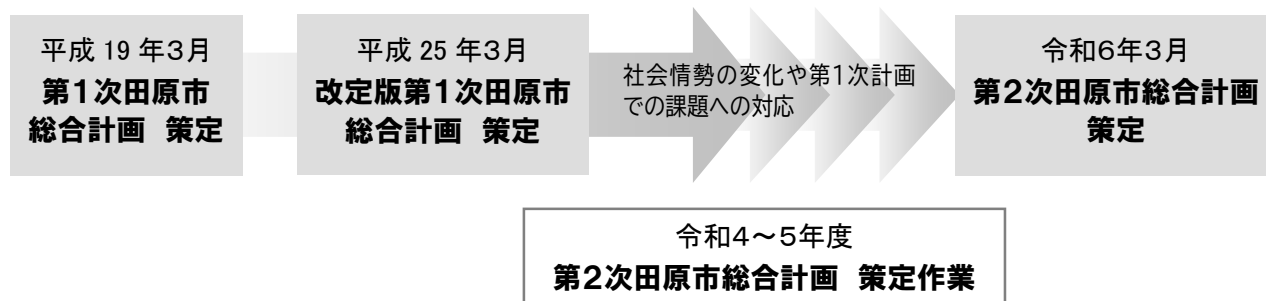 平成 19 年3月
第1次田原市
総合計画 策定
平成 25 年3月
改定版第1次田原市
総合計画 策定
社会情勢の変化や第1次計画
での課題への対応
令和6年3月
第2次田原市総合計画
策定
令和4～5年度
第2次田原市総合計画 策定作業